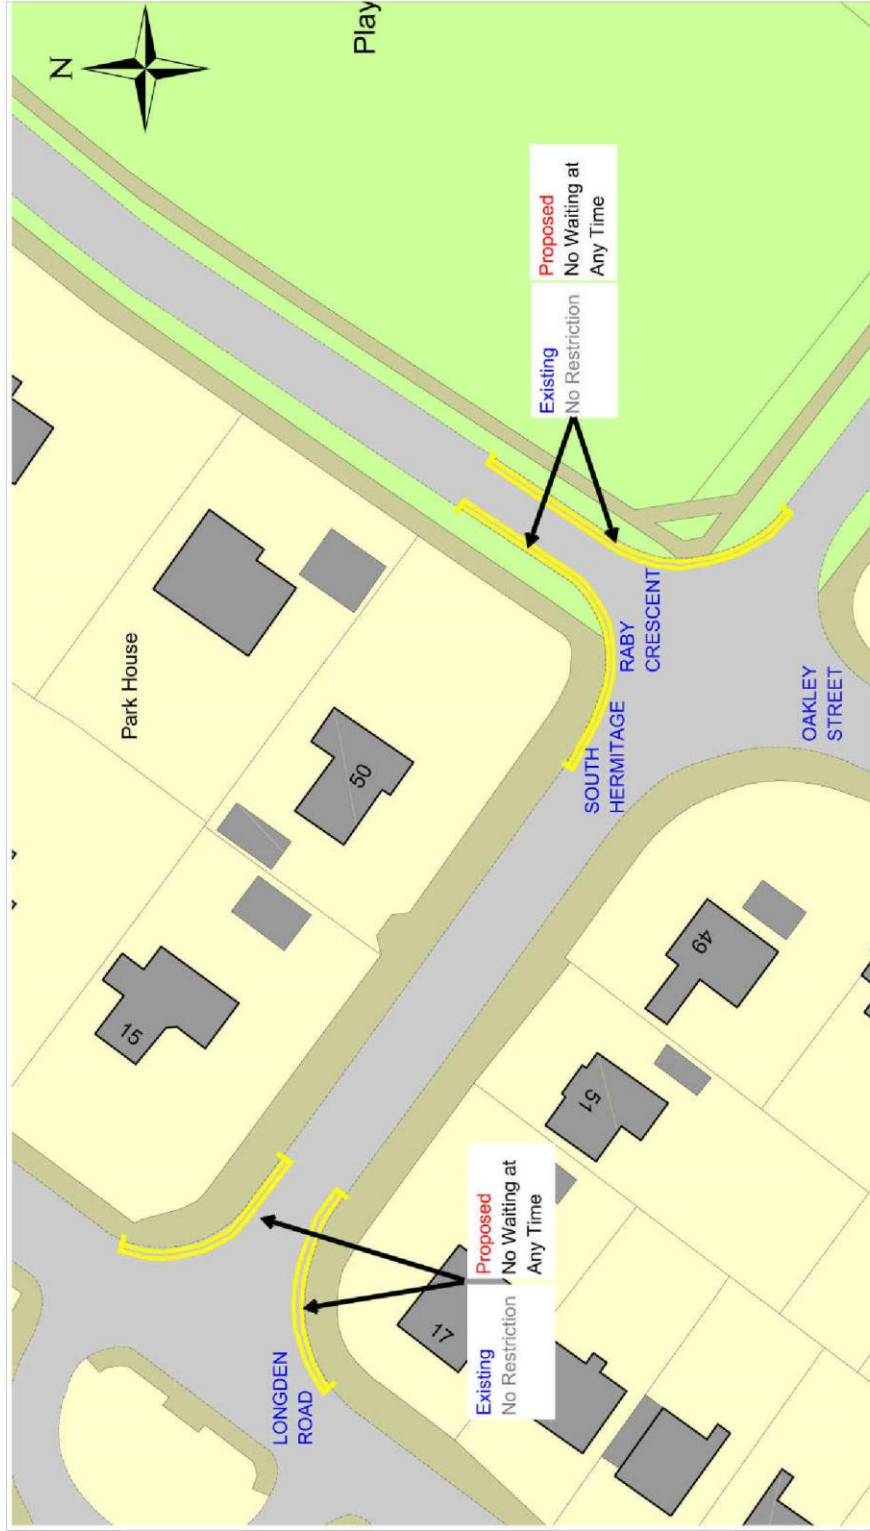 N
Play
Park House
15
50
Existing
No Restriction
Proposed
No Waiting at
Any Time
SOUTH
HERMITAGE
RABY
CRESCENT
OAKLEY
STREET
49
51
17
LONGDEN
ROAD
Existing
No Restriction
Proposed
No Waiting at
Any Time